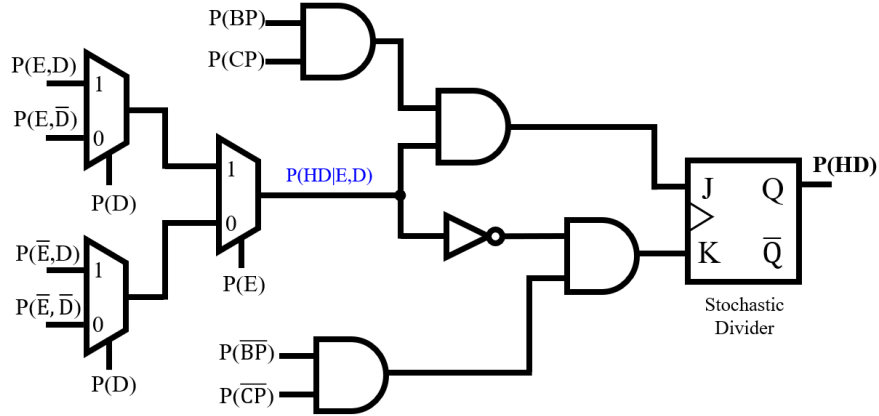 P(BP)
P(CP)
P(E,D)
1
P(E,D̅)
0
P(D)
P(HD|E,D)
1
0
P(E)
P(E̅,D)
1
P(E̅,D̅)
0
P(D)
P(B̅P̅)
P(C̅P̅)
J Q
K Q̅
P(HD)
Stochastic
Divider